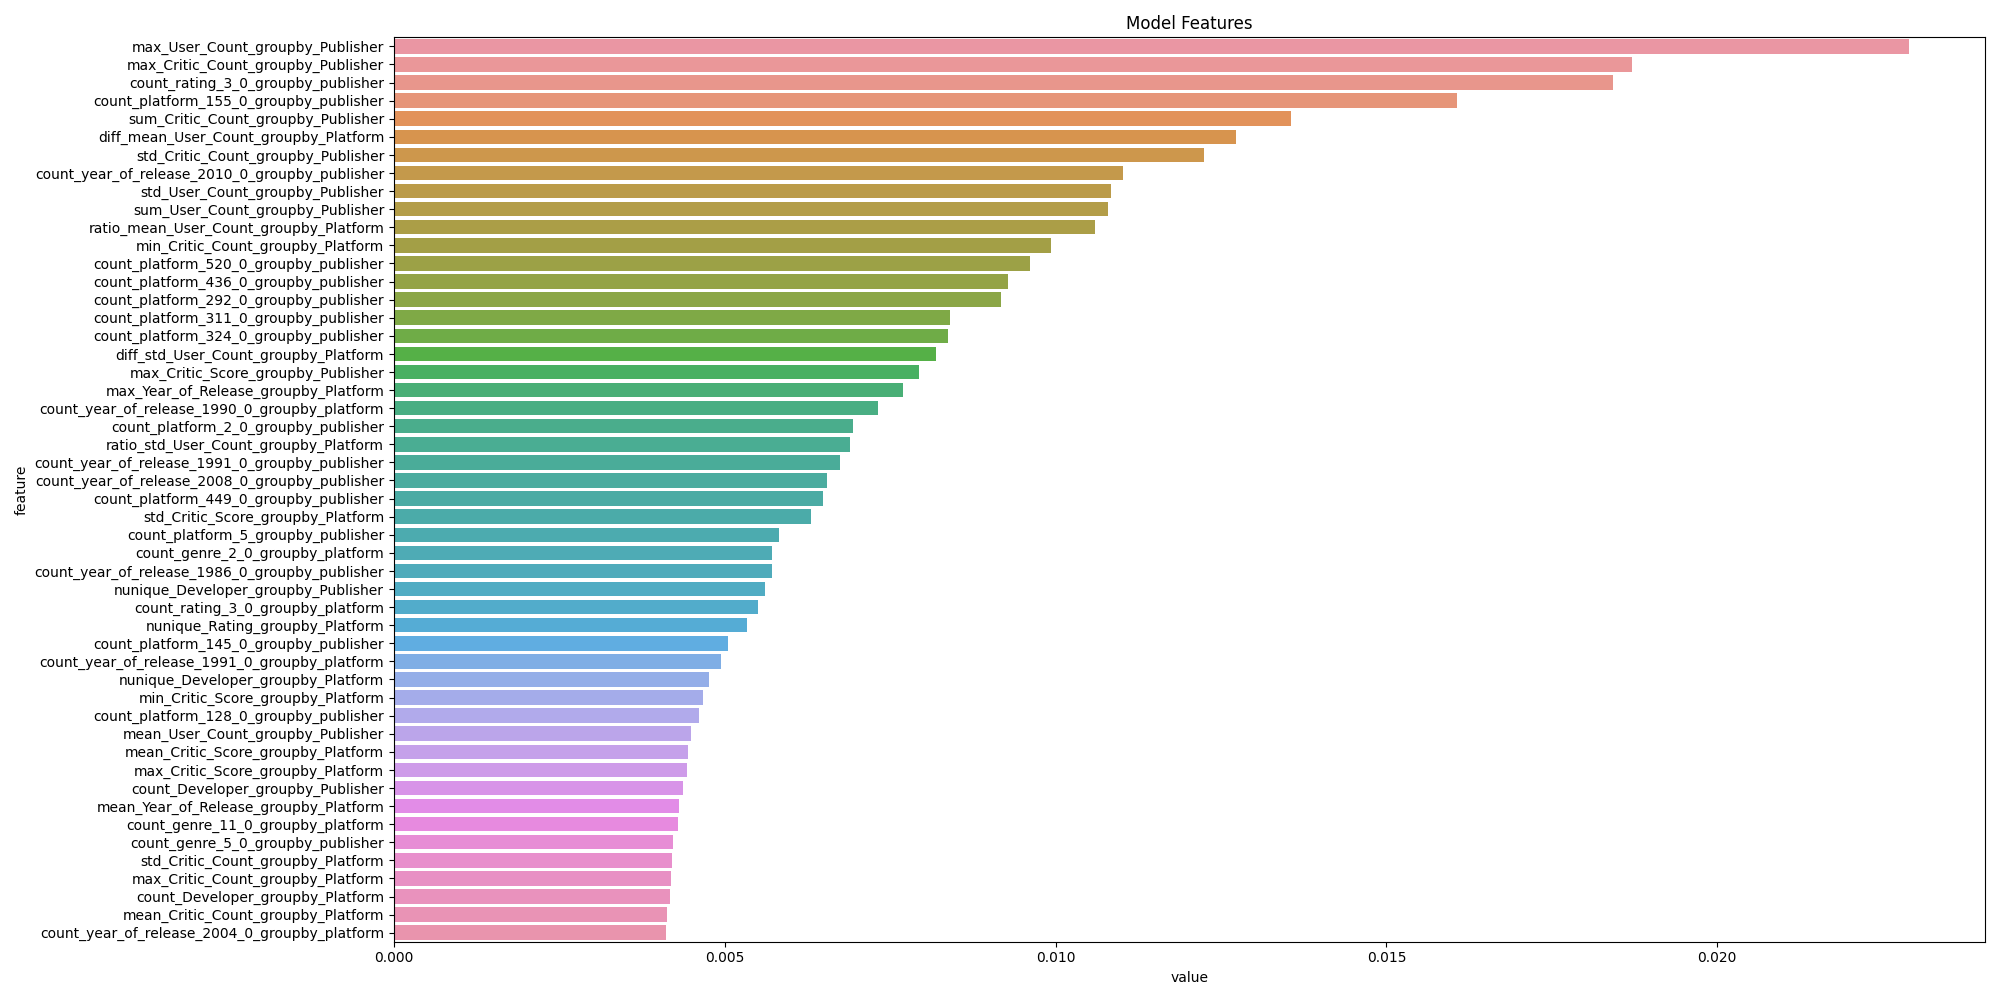 Model Features
max_User_Count_groupby_Publisher
max_Critic_Count_groupby_Publisher
count_rating_3_0_groupby_publisher
count_platform_155_0_groupby_publisher
sum_Critic_Count_groupby_Publisher
diff_mean_User_Count_groupby_Platform
std_Critic_Count_groupby_Publisher
count_year_of_release_2010_0_groupby_publisher
std_User_Count_groupby_Publisher
sum_User_Count_groupby_Publisher
ratio_mean_User_Count_groupby_Platform
min_Critic_Count_groupby_Platform
count_platform_520_0_groupby_publisher
count_platform_436_0_groupby_publisher
count_platform_292_0_groupby_publisher
count_platform_311_0_groupby_publisher
count_platform_324_0_groupby_publisher
diff_std_User_Count_groupby_Platform
max_Critic_Score_groupby_Publisher
max_Year_of_Release_groupby_Platform
count_year_of_release_1990_0_groupby_platform
count_platform_2_0_groupby_publisher
ratio_std_User_Count_groupby_Platform
count_year_of_release_1991_0_groupby_publisher
count_year_of_release_2008_0_groupby_publisher
count_platform_449_0_groupby_publisher
std_Critic_Score_groupby_Platform
count_platform_5_groupby_publisher
count_genre_2_0_groupby_platform
count_year_of_release_1986_0_groupby_publisher
nunique_Developer_groupby_Publisher
count_rating_3_0_groupby_platform
nunique_Rating_groupby_Platform
count_platform_145_0_groupby_publisher
count_year_of_release_1991_0_groupby_platform
nunique_Developer_groupby_Platform
min_Critic_Score_groupby_Platform
count_platform_128_0_groupby_publisher
mean_User_Count_groupby_Publisher
mean_Critic_Score_groupby_Platform
max_Critic_Score_groupby_Platform
count_Developer_groupby_Publisher
mean_Year_of_Release_groupby_Platform
count_genre_11_0_groupby_platform
count_genre_5_0_groupby_publisher
std_Critic_Count_groupby_Platform
max_Critic_Count_groupby_Platform
count_Developer_groupby_Platform
mean_Critic_Count_groupby_Platform
count_year_of_release_2004_0_groupby_platform
feature
0.000 0.005 0.010 0.015 0.020
value